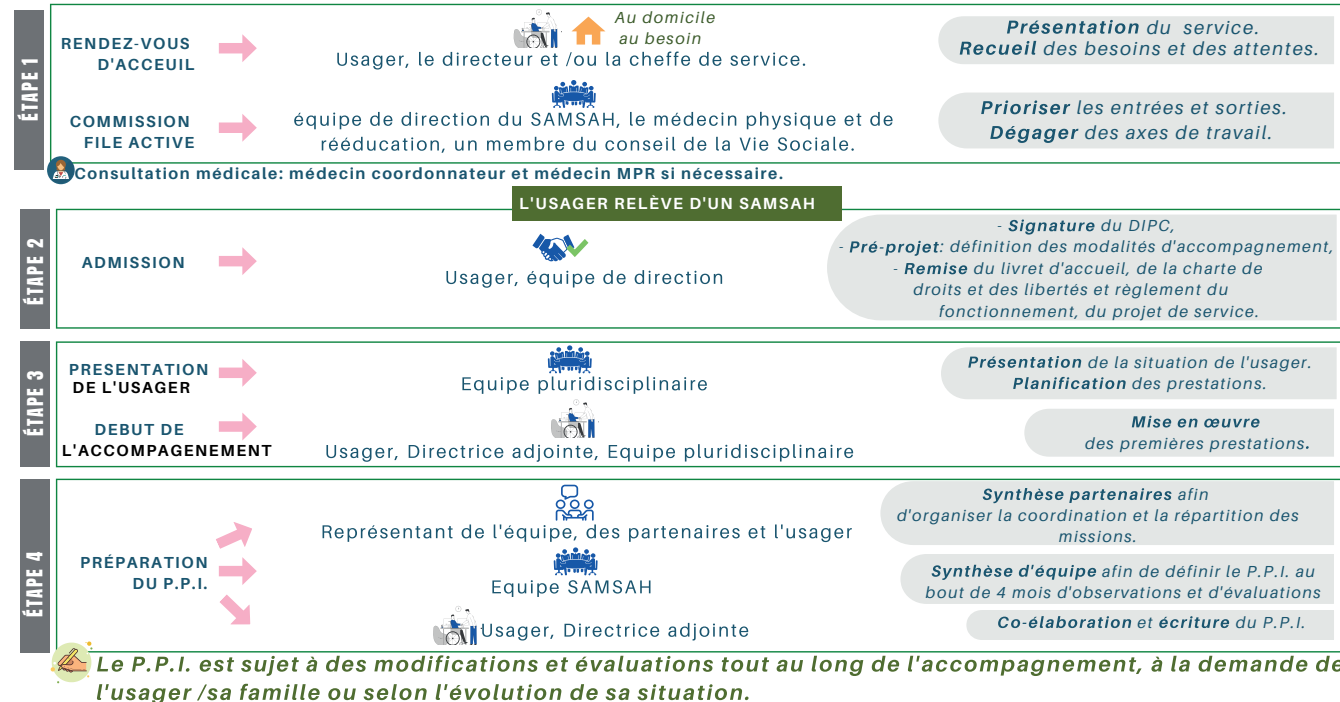 ÉTAPE 1
RENDEZ-VOUS
D'ACCEUIL
Au domicile
au besoin
Usager, le directeur et /ou la cheffe de service.
Présentation du service.
Recueil des besoins et des attentes.
COMMISSION
FILE ACTIVE
équipe de direction du SAMSAH, le médecin physique et de
rééducation, un membre du conseil de la Vie Sociale.
Prioriser les entrées et sorties.
Dégager des axes de travail.
Consultation médicale: médecin coordonnateur et médecin MPR si nécessaire.
L'USAGER RELÈVE D'UN SAMSAH
ÉTAPE 2
ADMISSION
Usager, équipe de direction
- Signature du DIPC,
- Pré-projet: définition des modalités d'accompagnement,
- Remise du livret d'accueil, de la charte de
droits et des libertés et règlement du
fonctionnement, du projet de service.
ÉTAPE 3
PRESENTATION
DE L'USAGER
Equipe pluridisciplinaire
Présentation de la situation de l'usager.
Planification des prestations.
DEBUT DE
L'ACCOMPAGENEMENT
Usager, Directrice adjointe, Equipe pluridisciplinaire
Mise en œuvre
des premières prestations.
ÉTAPE 4
PRÉPARATION
DU P.P.I.
Représentant de l'équipe, des partenaires et l'usager
Synthèse partenaires afin
d'organiser la coordination et la répartition des
missions.
Equipe SAMSAH
Synthèse d'équipe afin de définir le P.P.I. au
bout de 4 mois d'observations et d'évaluations
Usager, Directrice adjointe
Co-élaboration et écriture du P.P.I.
Le P.P.I. est sujet à des modifications et évaluations tout au long de l'accompagnement, à la demande de
l'usager /sa famille ou selon l'évolution de sa situation.